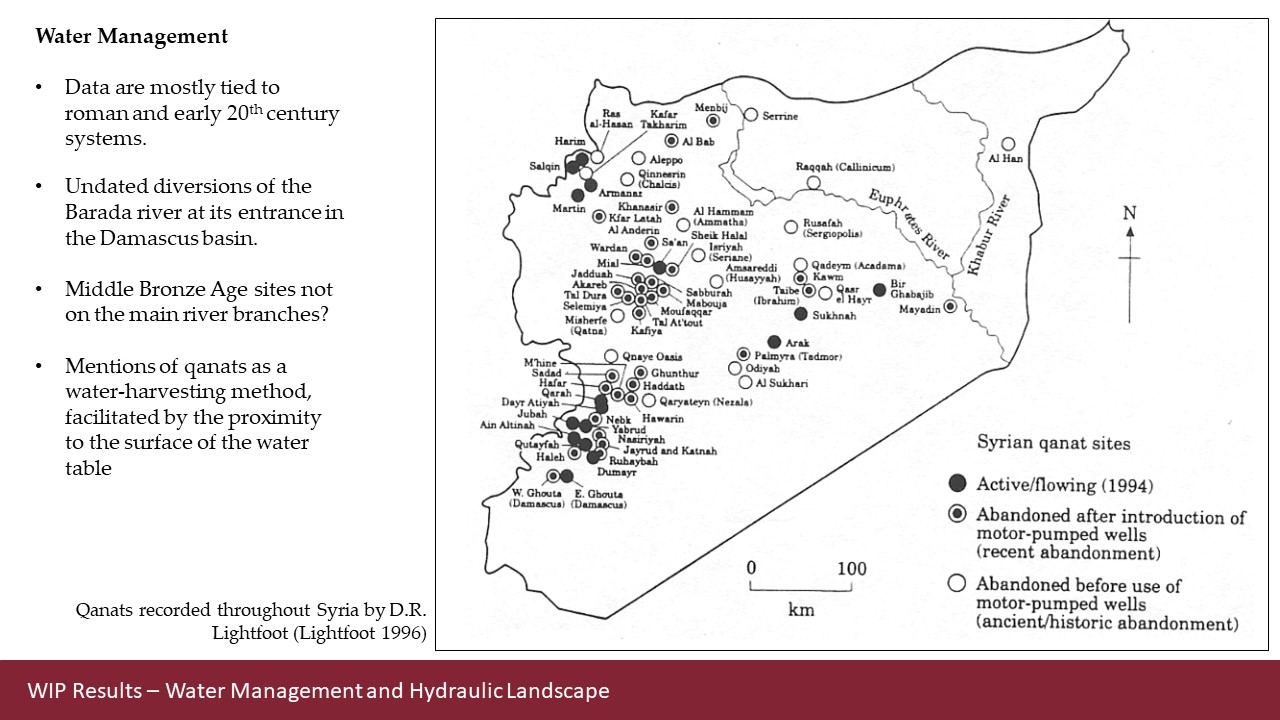 Water Management
• Data are mostly tied to
roman and early 20th century
systems.
• Undated diversions of the
Barada river at its entrance in
the Damascus basin.
• Middle Bronze Age sites not
on the main river branches?
• Mentions of qanats as a
water-harvesting method,
facilitated by the proximity
to the surface of the water
table
Qanats recorded throughout Syria by D.R.
Lightfoot (Lightfoot 1996)
Menbij
Serrine
Ras
al-Hasan
Kafar
Takharim
Al Bab
Harim
Salqin
Aleppo
Qinnesrin
(Chalcis)
Armanaz
Martin
Raqqah (Callinicum)
Al Han
Euphrates River
Khabur River
N
Khanasir
Kfar Latah
Al Hammam
(Ammatha)
Al Anderin
Rusafah
(Sergiopolis)
Sheik Halal
Sa'an
Wardan
Isriyah
(Seriane)
Mial
Amsareddi
(Husayyah)
Qadeym (Acadama)
Kawm
Jadduah
Akareb
Tal Dura
Selemiya
Sabburah
Mabouja
Moufaqqar
Tal At'tout
Taibe
(Ibrahim)
Qasr
el Hayr
Bir
Ghabajib
Mayadin
Misherfe
(Qatna)
Kafiya
Sukhnah
Arak
Qnaye Oasis
Palmyra (Tadmor)
M'hine
Sadad
Hafar
Qarah
Dayr Atiyah
Ghunthur
Haddath
Odiyah
Al Sukhari
Qaryateyn (Nezala)
Jubah
Ain Altinah
Nebk
Hawarin
Yabrud
Nasiriyah
Qutayfah
Jayrud and Katnah
Haleh
Ruhaybah
Dumayr
W. Ghouta
(Damascus)
E. Ghouta
(Damascus)
Syrian qanat sites
Active/flowing (1994)
Abandoned after introduction of
motor-pumped wells
(recent abandonment)
Abandoned before use of
motor-pumped wells
(ancient/historic abandonment)
0 100
km
WIP Results – Water Management and Hydraulic Landscape